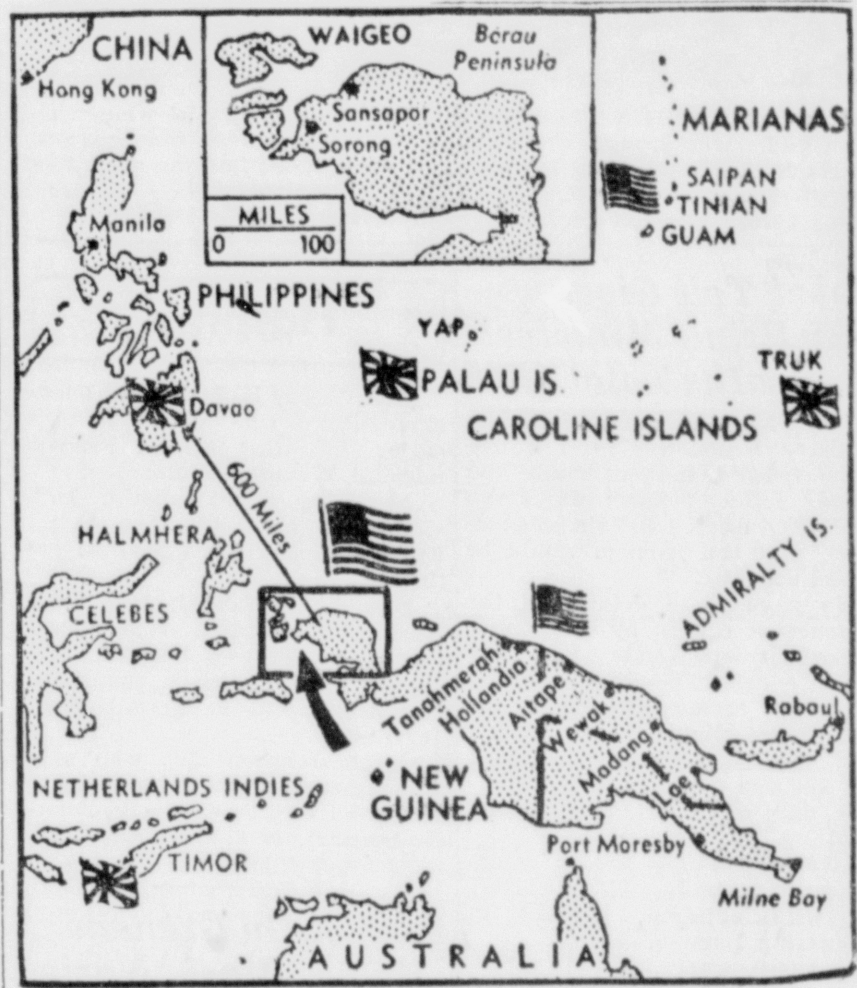 CHINA
Hong Kong
WAIGEO
Berau
Peninsula
Sansapor
Sorong
MILES
0 100
MARIANAS
SAIPAN
TINIAN
GUAM
Manila
PHILIPPINES
YAP
PALAU IS.
TRUK
CAROLINE ISLANDS
Davao
600 Miles
HALMHERA
CELEBES
ADMIRALTY IS.
Tanahmerah
Hollandia
Aitape
Wewak
Madang
Lae
Rabaul
NEW
GUINEA
NETHERLANDS INDIES
TIMOR
Port Moresby
Milne Bay
AUSTRALIA